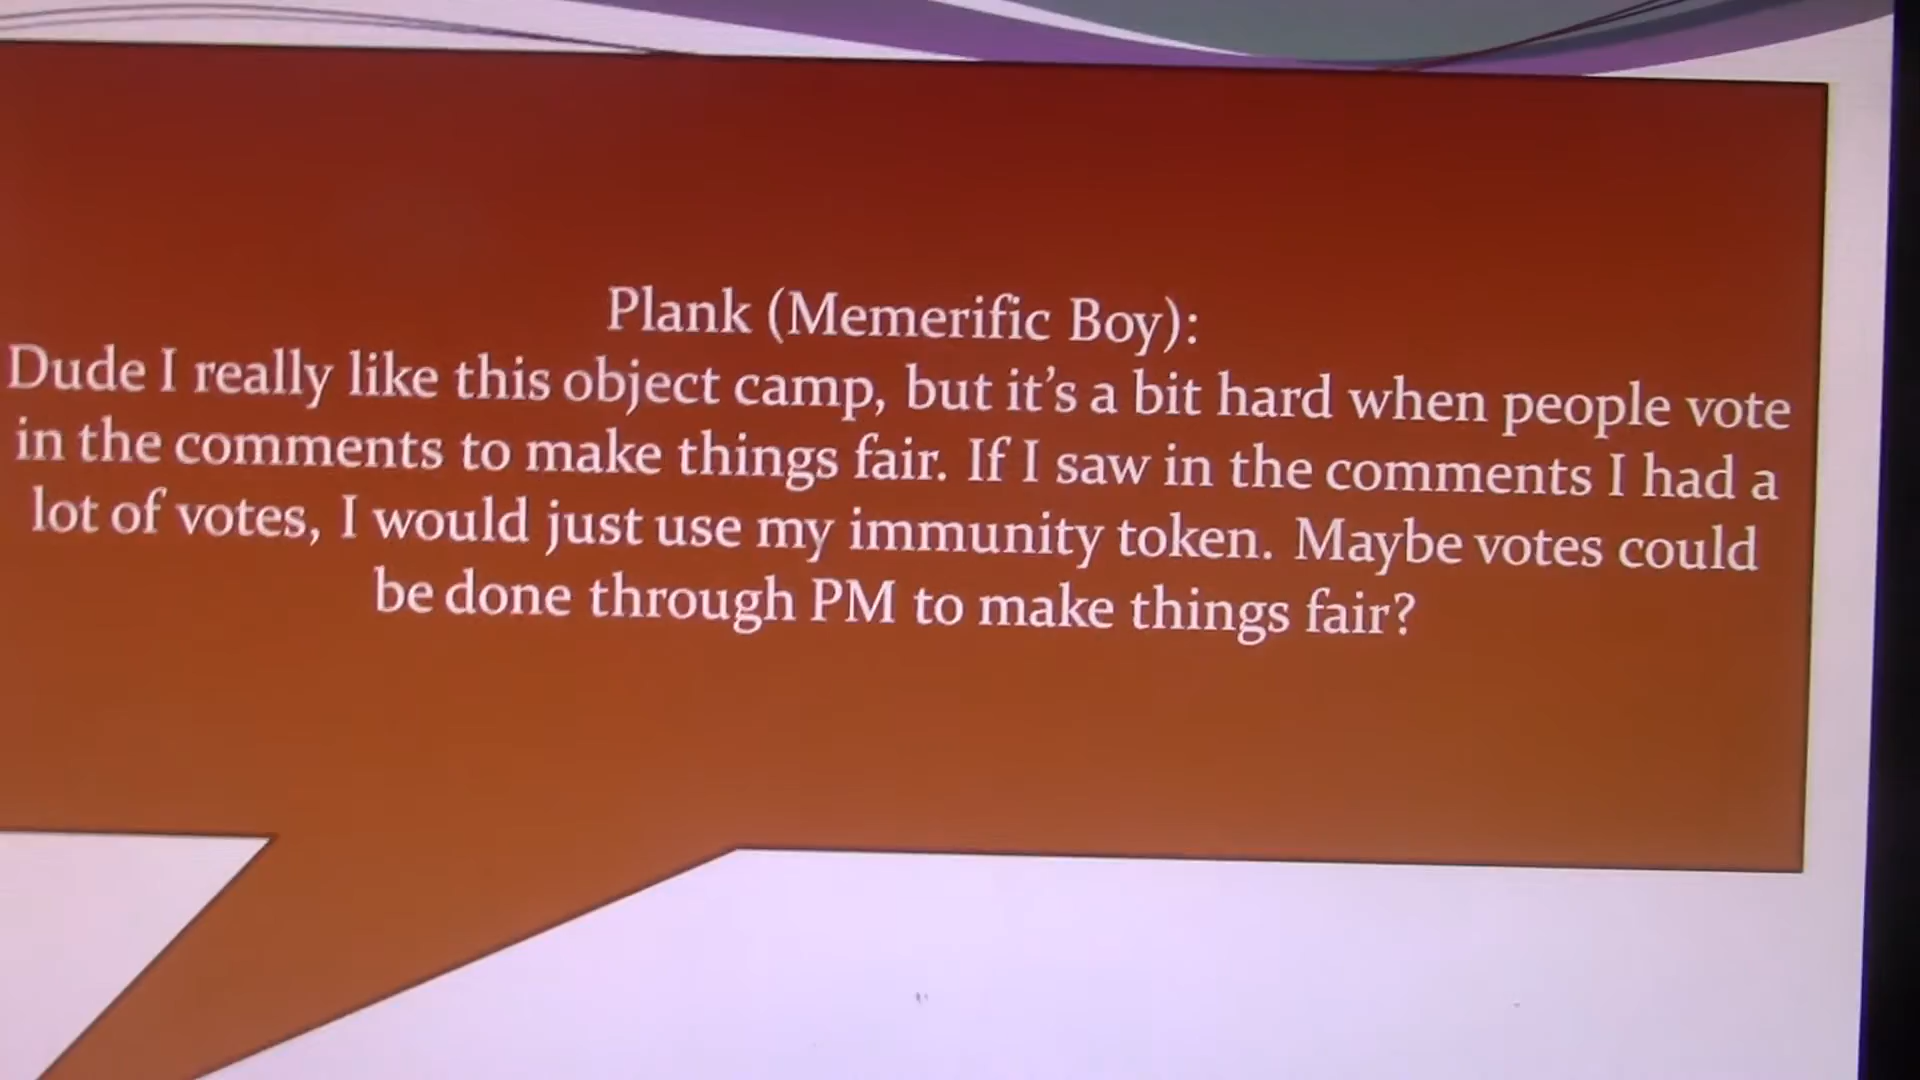 Plank (Memerific Boy):
Dude I really like this object camp, but it’s a bit hard when people vote
in the comments to make things fair. If I saw in the comments I had a
lot of votes, I would just use my immunity token. Maybe votes could
be done through PM to make things fair?